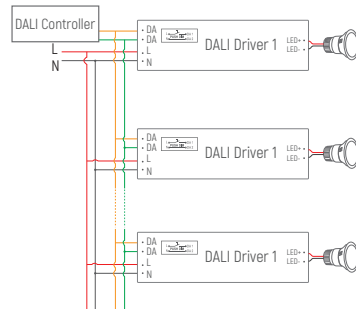 DALI Controller
L
N
DA
DA
L
N
DALI Driver 1
LED+
LED-
DA
DA
L
N
DALI Driver 1
LED+
LED-
DA
DA
L
N
DALI Driver 1
LED+
LED-